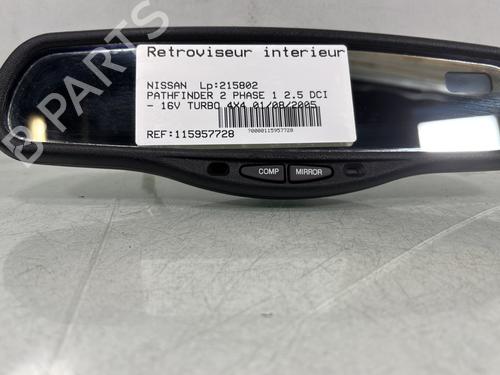 Retroviseur interieur
NISSAN Lp:215802
PATHFINDER 2 PHASE 1 2.5 DCI
- 16V TURBO 4X4 01/08/2005
REF:115957728
70000115957728
COMP MIRROR
B-PARTS